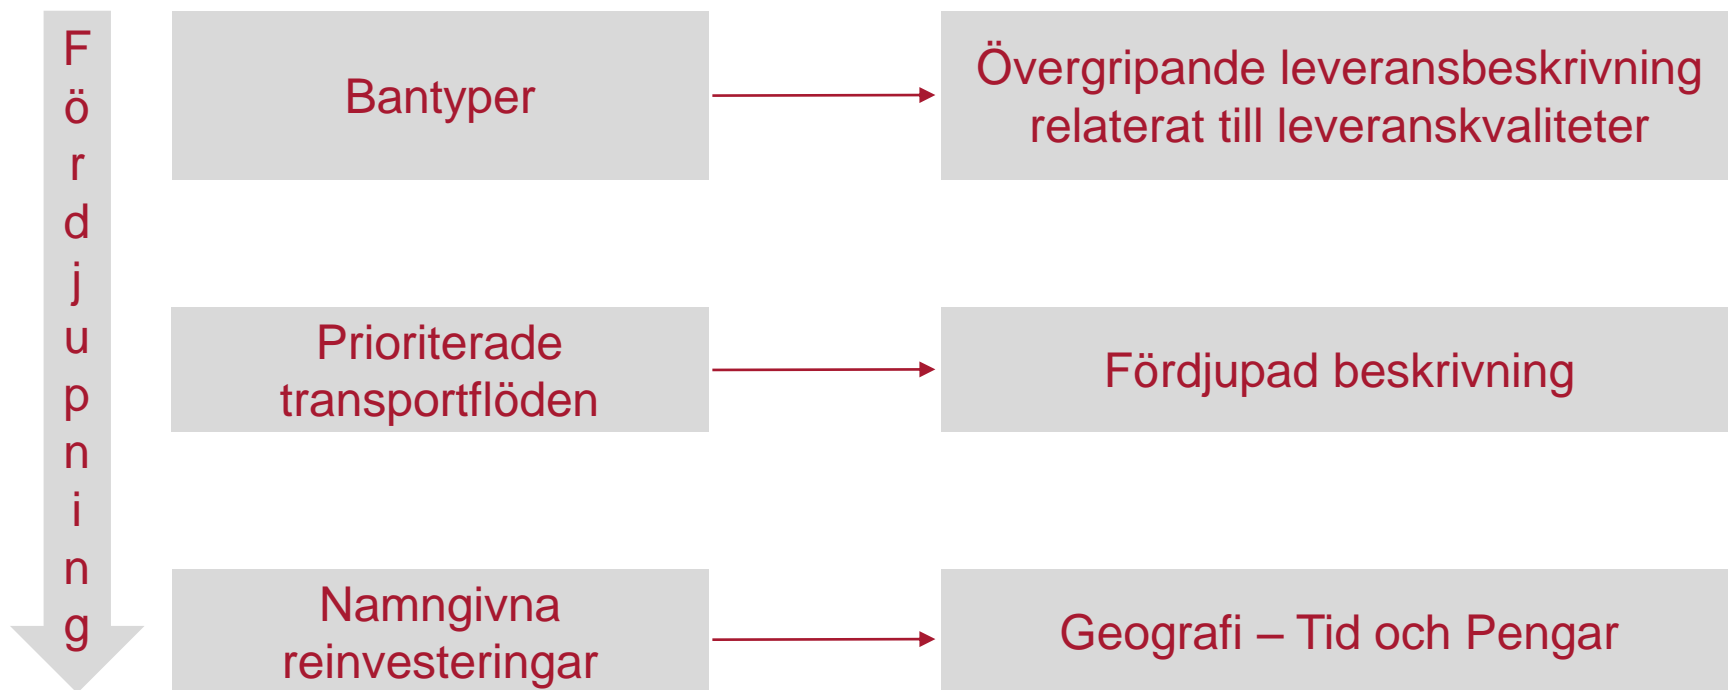 Fördjupning
Bantyper
Övergripande leveransbeskrivning
relaterat till leveranskvaliteter
Prioriterade
transportflöden
Fördjupad beskrivning
Namngivna
reinvesteringar
Geografi – Tid och Pengar